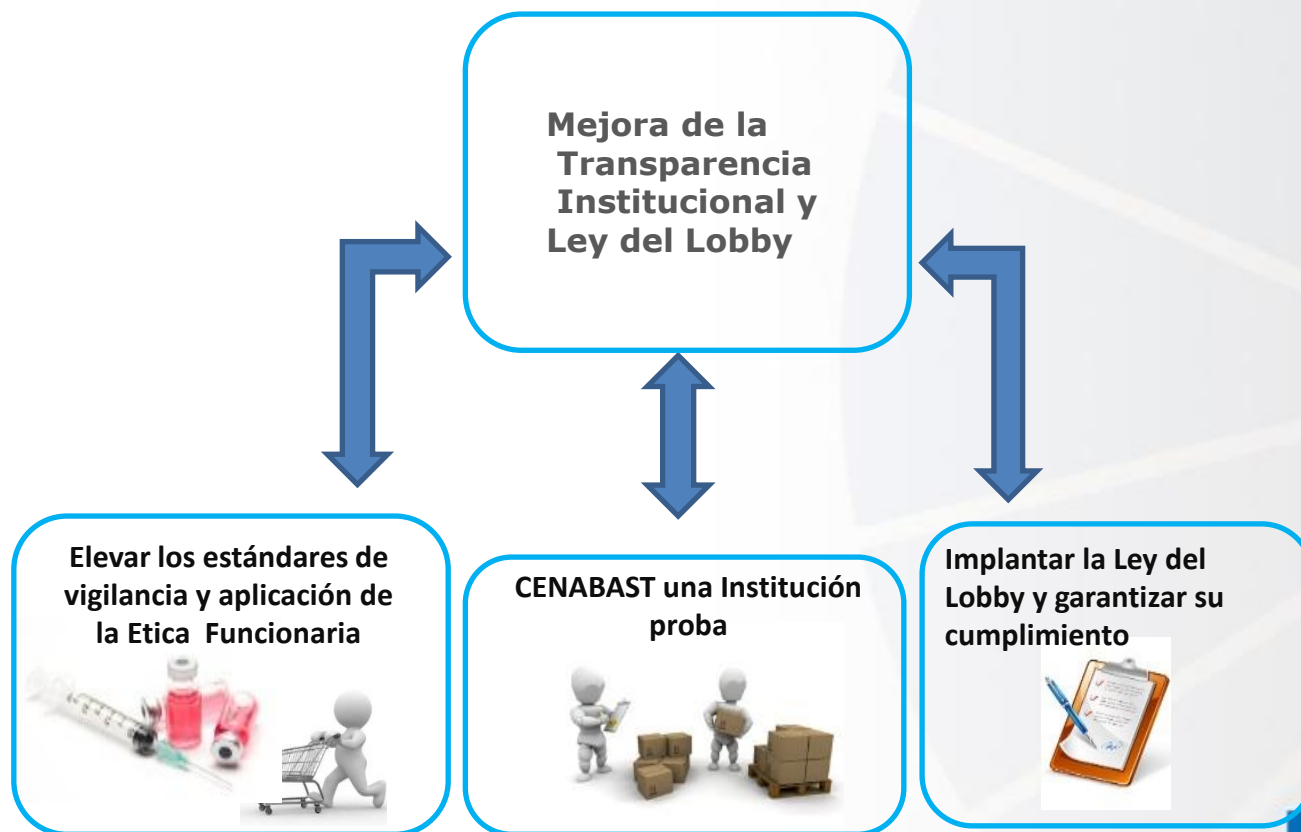 Mejora de la
Transparencia
Institucional y
Ley del Lobby
Elevar los estándares de
vigilancia y aplicación de
la Etica Funcionaria
CENABAST una Institución
proba
Implantar la Ley del
Lobby y garantizar su
cumplimiento